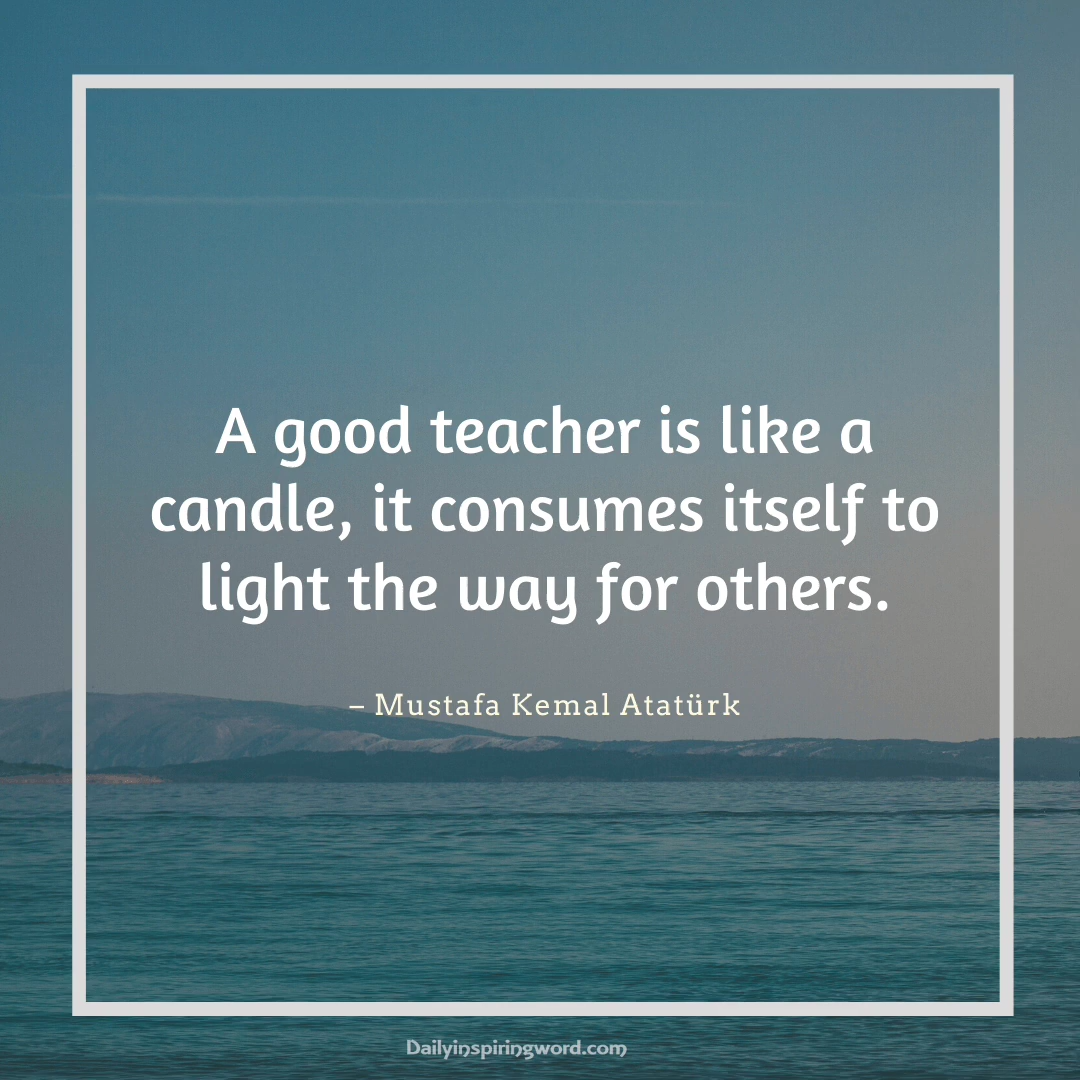 A good teacher is like a
candle, it consumes itself to
light the way for others.
– Mustafa Kemal Atatürk
Dailyinspiringword.com